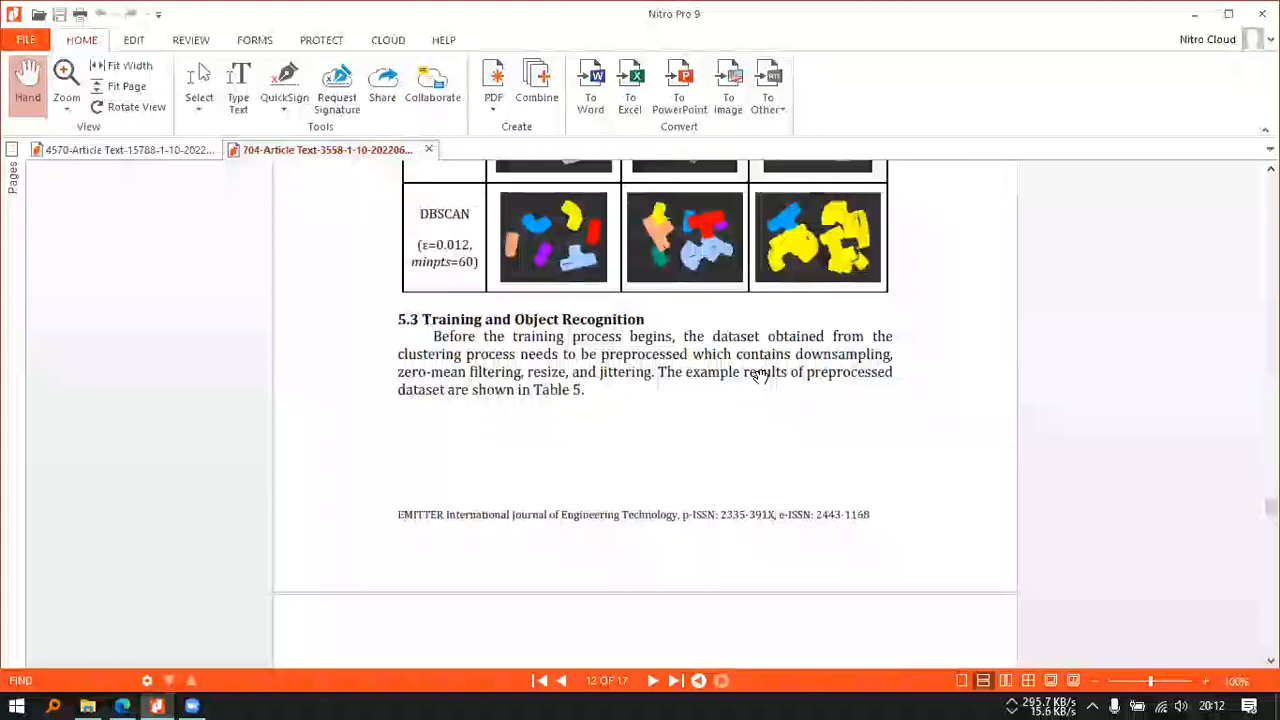 Nitro Pro 9
FILE
HOME
EDIT
REVIEW
FORMS
PROTECT
CLOUD
HELP
Nitro Cloud
Hand
Zoom
Fit Width
Fit Page
Rotate View
View
Select
Type
Text
QuickSign
Request
Signature
Share
Collaborate
Tools
PDF
Combine
Create
To
Word
To
Excel
To
PowerPoint
To
Image
To
Other
Convert
4570-Article Text-15788-1-10-2022...
704-Article Text-3558-1-10-202206...
Pages
DBSCAN
(ε=0.012,
minpts=60)
5.3 Training and Object Recognition
Before the training process begins, the dataset obtained from the
clustering process needs to be preprocessed which contains downsampling,
zero-mean filtering, resize, and jittering. The example results of preprocessed
dataset are shown in Table 5.
EMITTER International Journal of Engineering Technology, p-ISSN: 2335-391X, e-ISSN: 2443-1168
FIND
12 OF 17
100%
295.7 KB/s
15.6 KB/s
20:12